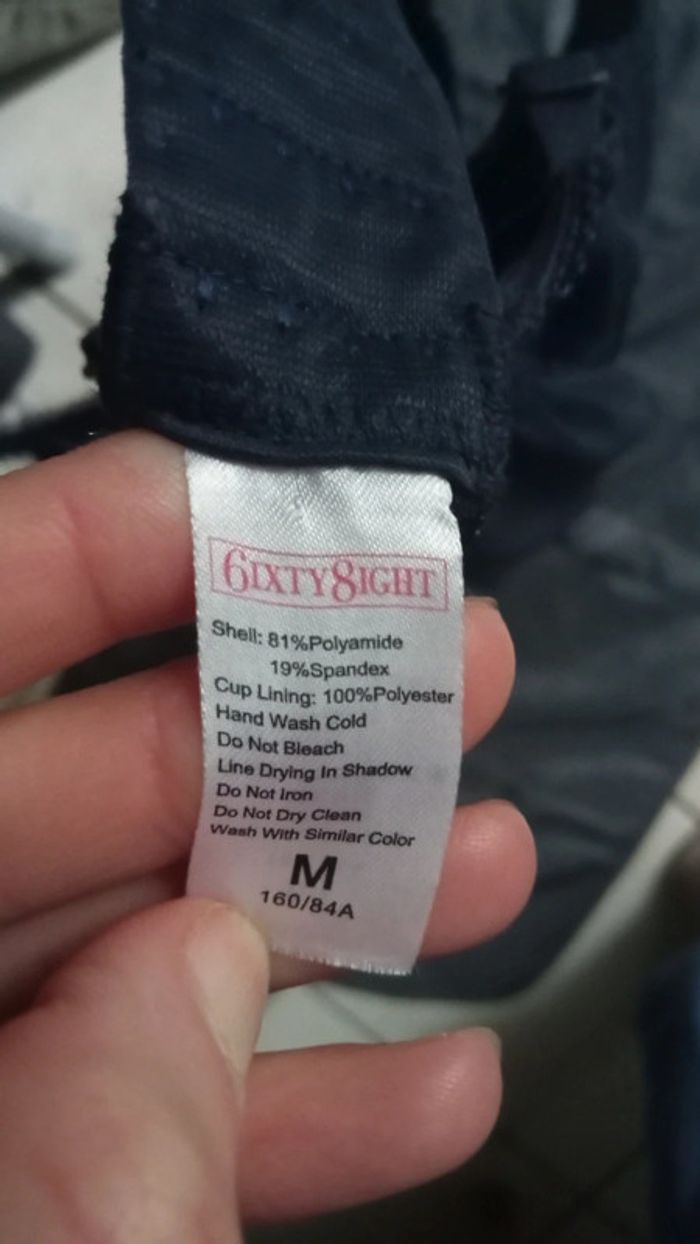 6IXTY8IGHT
Shell: 81%Polyamide
19%Spandex
Cup Lining: 100%Polyester
Hand Wash Cold
Do Not Bleach
Line Drying In Shadow
Do Not Iron
Do Not Dry Clean
Wash With Similar Color
M
160/84A